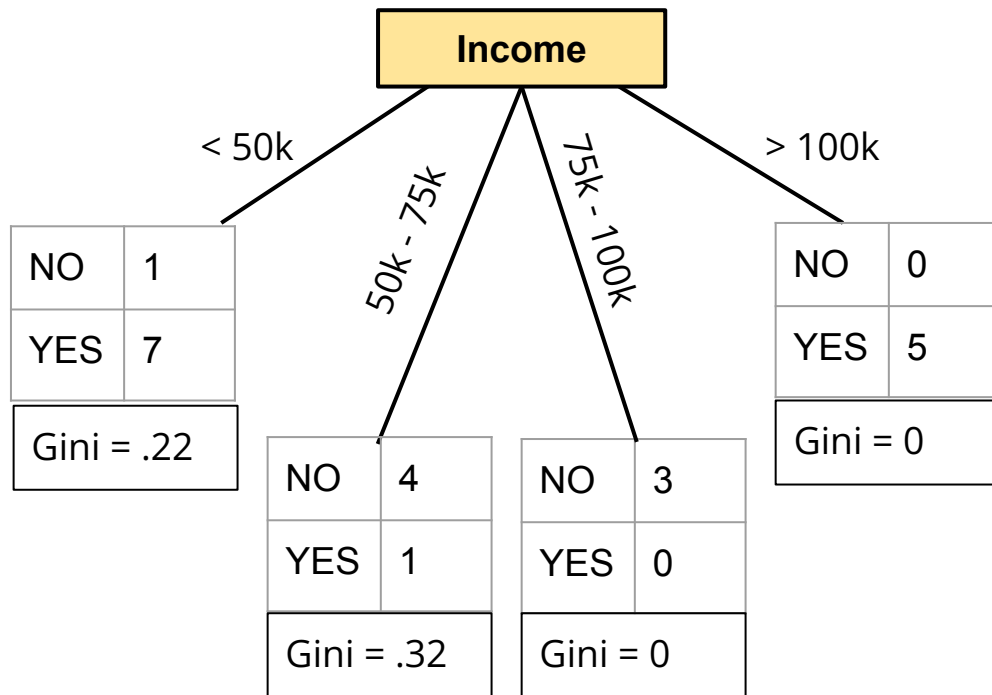 Income
< 50k
50k - 75k
75k - 100k
> 100k
NO 1
YES 7
Gini = .22
NO 4
YES 1
Gini = .32
NO 3
YES 0
Gini = 0
NO 0
YES 5
Gini = 0